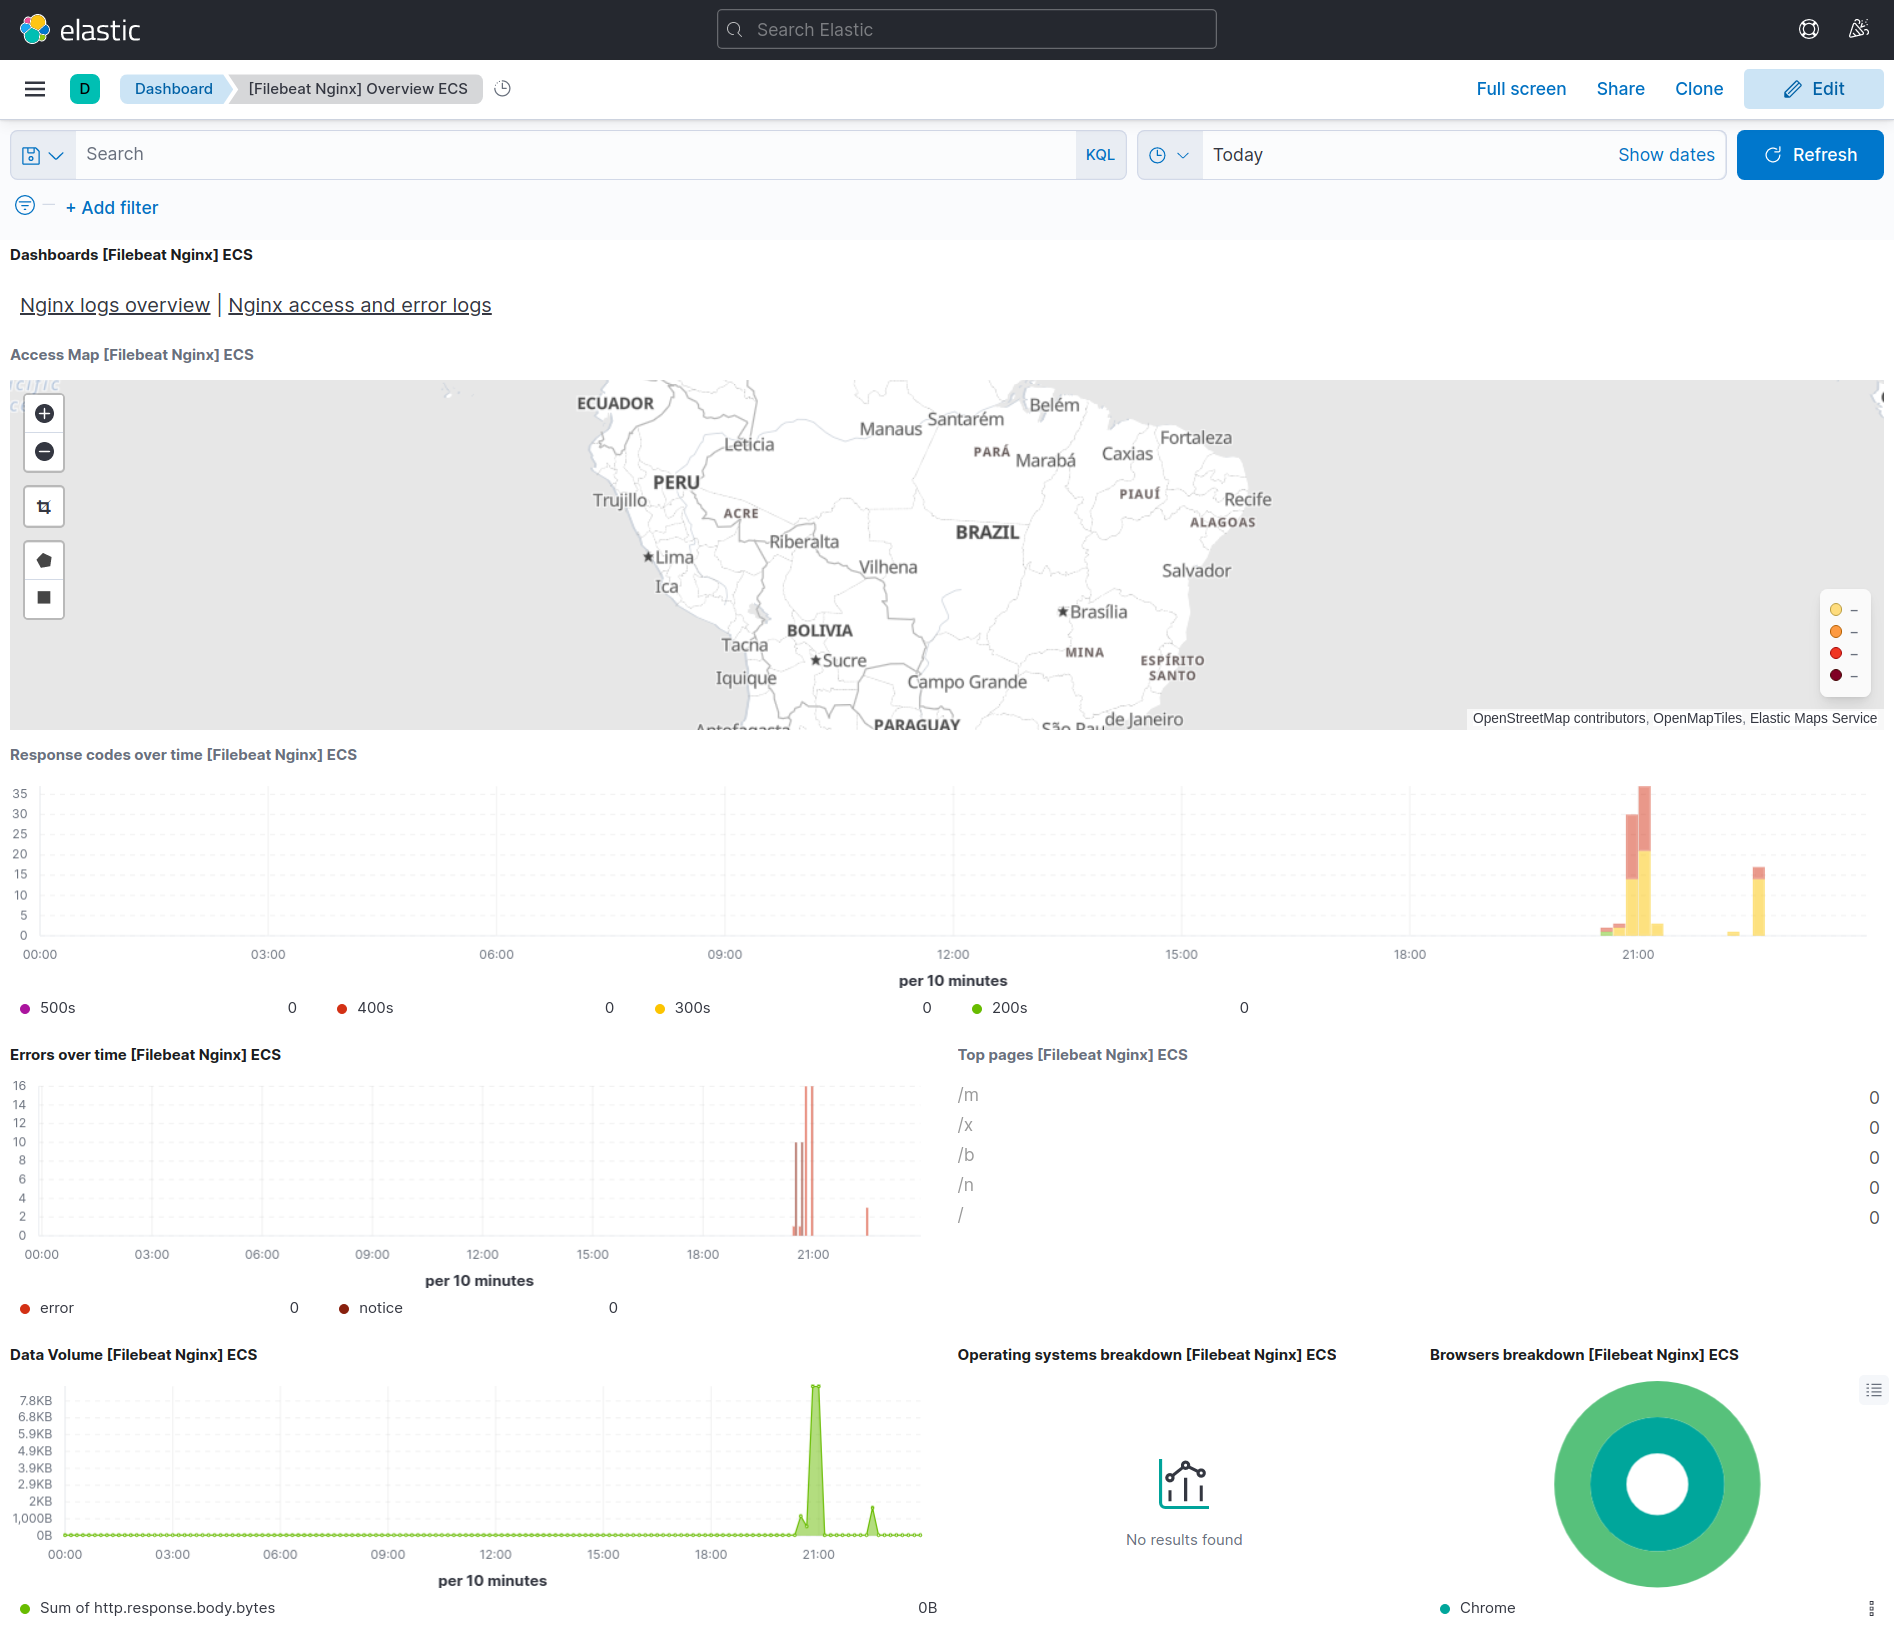 elastic
Search Elastic
D
Dashboard
[Filebeat Nginx] Overview ECS
Full screen
Share
Clone
Edit
Search
KQL
Today
Show dates
Refresh
+ Add filter
Dashboards [Filebeat Nginx] ECS
Nginx logs overview | Nginx access and error logs
Access Map [Filebeat Nginx] ECS
ECUADOR
Belém
Santarém
Manaus
Leticia
Fortaleza
PARÁ
Marabá
Caxias
PERU
Trujillo
PIAUÍ
Recife
ACRE
ALAGOAS
BRAZIL
Riberalta
Lima
Vilhena
Salvador
Ica
Brasília
BOLIVIA
Tacna
MINA
Sucre
ESPÍRITO
SANTO
Iquique
Campo Grande
Antofagasta
PARAGUAY
São Pau
de Janeiro
–
–
–
–
OpenStreetMap contributors, OpenMapTiles, Elastic Maps Service
Response codes over time [Filebeat Nginx] ECS
35
30
25
20
15
10
5
0
00:00 03:00 06:00 09:00 12:00 15:00 18:00 21:00
per 10 minutes
500s 0 400s 0 300s 0 200s 0
Errors over time [Filebeat Nginx] ECS
16
14
12
10
8
6
4
2
0
00:00 03:00 06:00 09:00 12:00 15:00 18:00 21:00
per 10 minutes
error 0 notice 0
Top pages [Filebeat Nginx] ECS
/m 0
/x 0
/b 0
/n 0
/ 0
Data Volume [Filebeat Nginx] ECS
7.8KB
6.8KB
5.9KB
4.9KB
3.9KB
2.9KB
2KB
1,000B
0B
00:00 03:00 06:00 09:00 12:00 15:00 18:00 21:00
per 10 minutes
Sum of http.response.body.bytes 0B
Operating systems breakdown [Filebeat Nginx] ECS
No results found
Browsers breakdown [Filebeat Nginx] ECS
Chrome